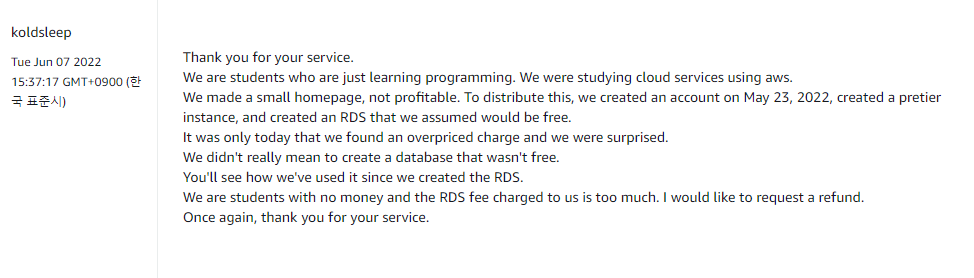 koldsleep
Tue Jun 07 2022
15:37:17 GMT+0900 (한
국 표준시)
Thank you for your service.
We are students who are just learning programming. We were studying cloud services using aws.
We made a small homepage, not profitable. To distribute this, we created an account on May 23, 2022, created a pretier
instance, and created an RDS that we assumed would be free.
It was only today that we found an overpriced charge and we were surprised.
We didn't really mean to create a database that wasn't free.
You'll see how we've used it since we created the RDS.
We are students with no money and the RDS fee charged to us is too much. I would like to request a refund.
Once again, thank you for your service.